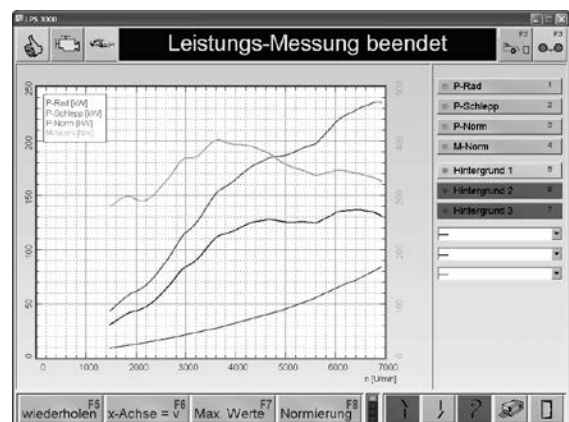 LPS 3000
Leistungs-Messung beendet
F2
F3
250
200
150
100
50
0
500
400
300
200
100
0
P-Rad [kW]
P-Schlepp [kW]
P-Norm [kW]
M-Norm [Nm]
0 1000 2000 3000 4000 5000 6000 7000
n [U/min]
P-Rad 1
P-Schlepp 2
P-Norm 3
M-Norm 4
Hintergrund 1 5
Hintergrund 2 6
Hintergrund 3 7
---
---
---
F5
wiederholen
F6
x-Achse = v
F7
Max. Werte
F8
Normierung